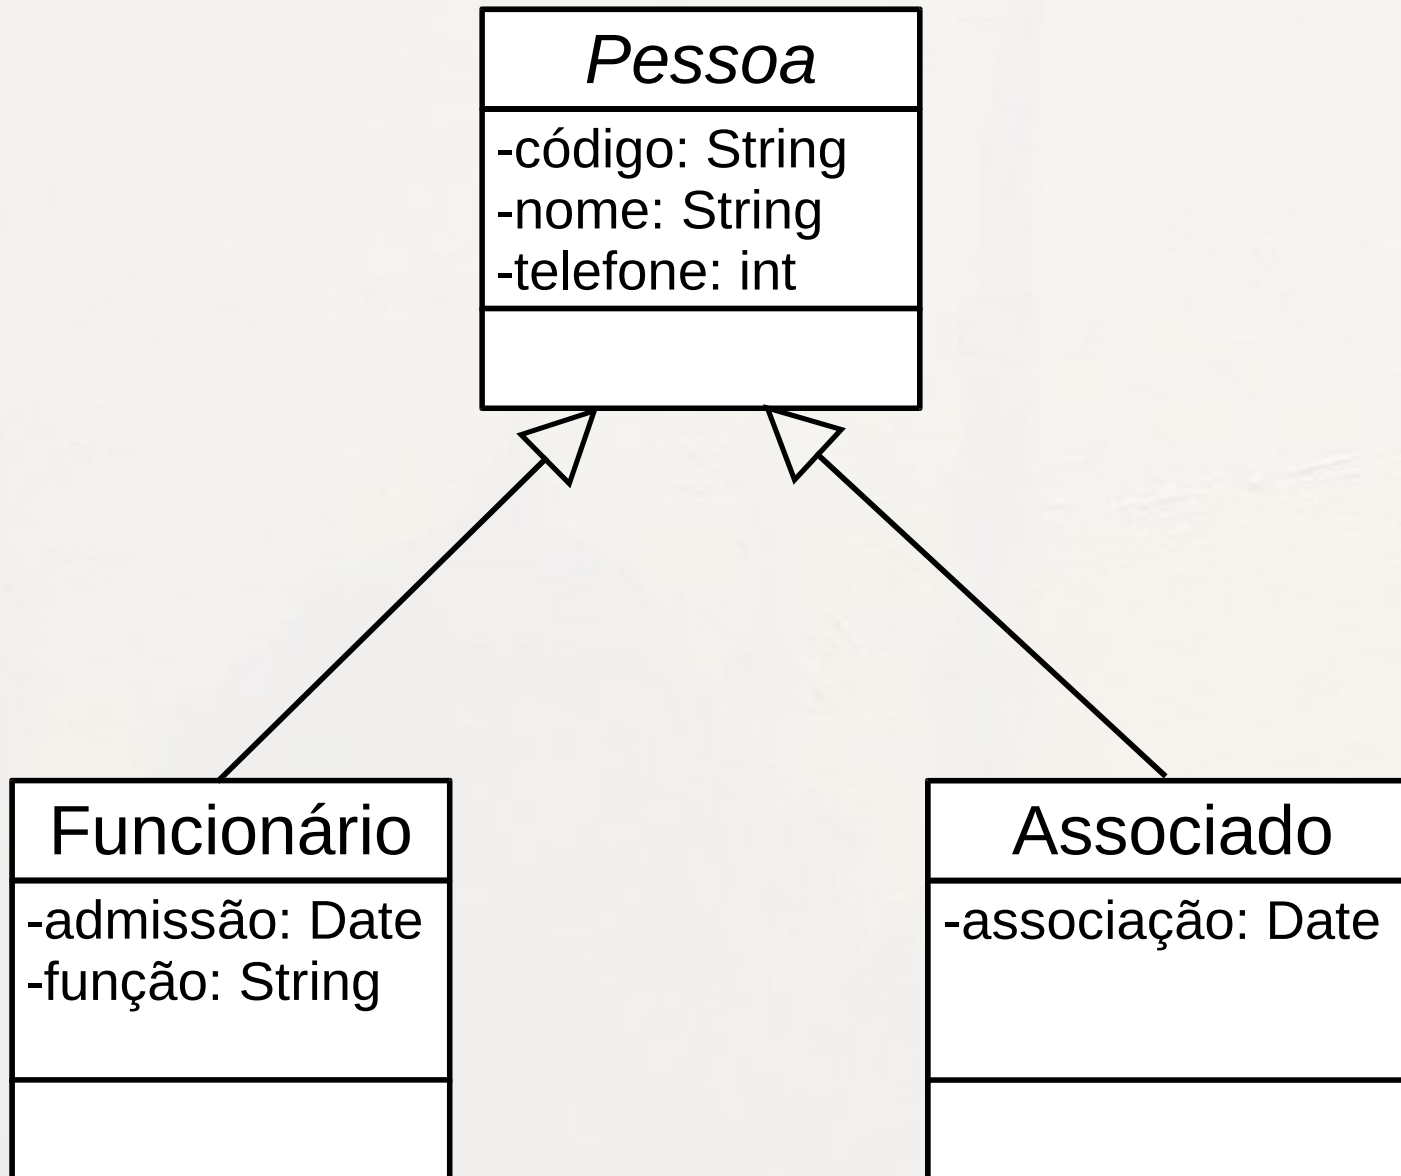 Pessoa
-código: String
-nome: String
-telefone: int
Funcionário
-admissão: Date
-função: String
Associado
-associação: Date